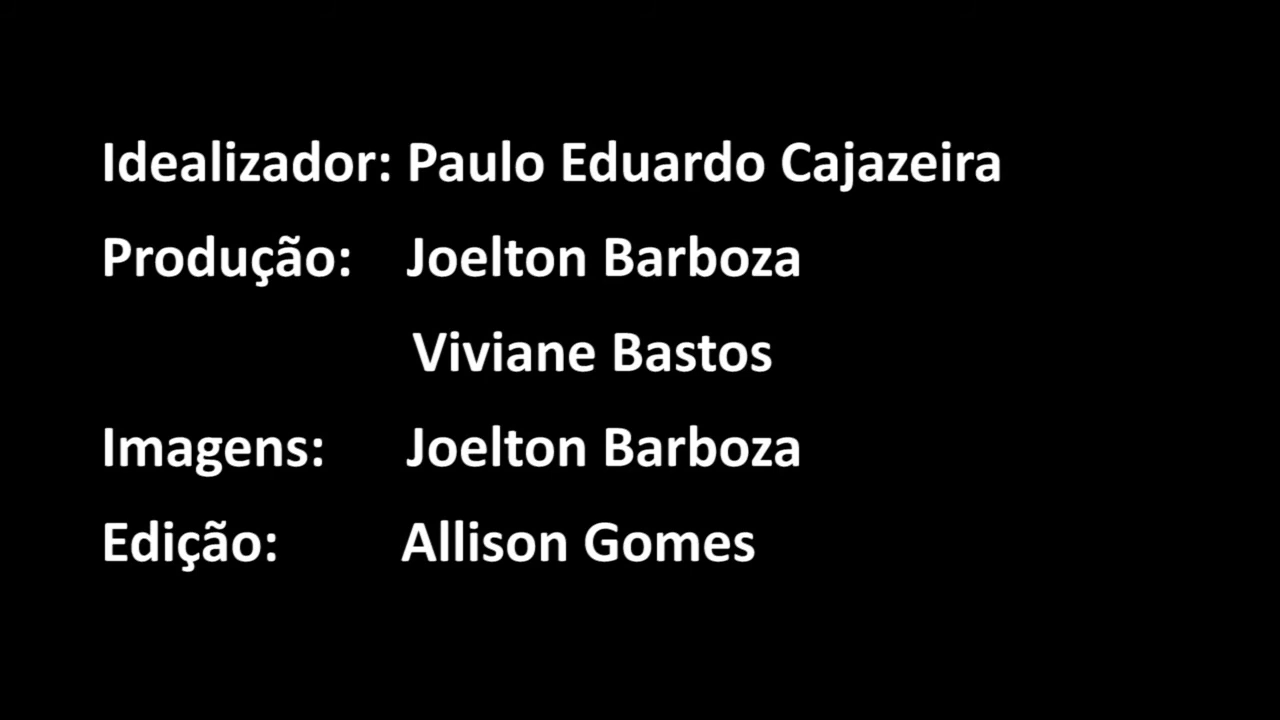 Idealizador: Paulo Eduardo Cajazeira
Produção: Joelton Barboza
Viviane Bastos
Imagens: Joelton Barboza
Edição: Allison Gomes